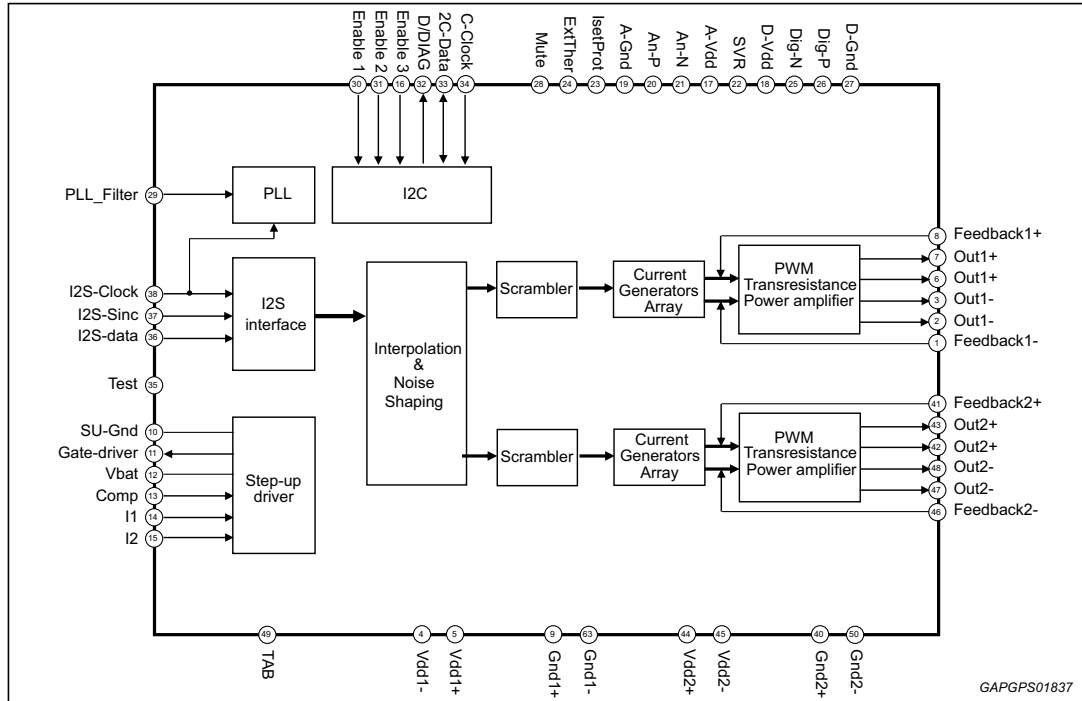 Enable 1
Enable 2
Enable 3
D/DIAG
2C-Data
C-Clock
Mute
ExtTher
IsetProt
A-Gnd
An-P
An-N
A-Vdd
SVR
D-Vdd
Dig-N
Dig-P
D-Gnd
30
31
16
32
33
34
28
24
23
19
20
21
17
22
18
25
26
27
PLL_Filter
29
PLL
I2C
I2S-Clock
38
I2S-Sinc
37
I2S-data
36
I2S
interface
Test
35
SU-Gnd
10
Gate-driver
11
Vbat
12
Comp
13
I1
14
I2
15
Step-up
driver
Interpolation
&
Noise
Shaping
Scrambler
Current
Generators
Array
PWM
Transresistance
Power amplifier
8
Feedback1+
7
Out1+
6
Out1+
3
Out1-
2
Out1-
1
Feedback1-
Scrambler
Current
Generators
Array
PWM
Transresistance
Power amplifier
41
Feedback2+
43
Out2+
42
Out2+
48
Out2-
47
Out2-
46
Feedback2-
49
4
5
9
63
44
45
40
50
TAB
Vdd1-
Vdd1+
Gnd1+
Gnd1-
Vdd2+
Vdd2-
Gnd2+
Gnd2-
GAPGPS01837